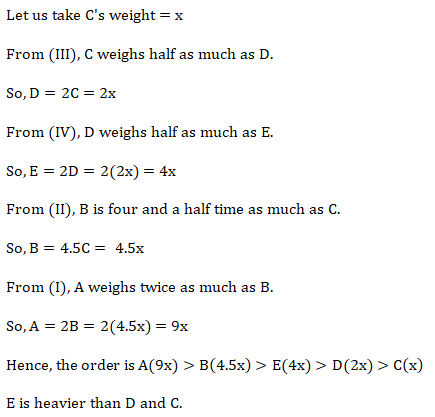 Let us take C's weight = x
From (III), C weighs half as much as D.
So, D = 2C = 2x
From (IV), D weighs half as much as E.
So, E = 2D = 2(2x) = 4x
From (II), B is four and a half time as much as C.
So, B = 4.5C = 4.5x
From (I), A weighs twice as much as B.
So, A = 2B = 2(4.5x) = 9x
Hence, the order is A(9x) > B(4.5x) > E(4x) > D(2x) > C(x)
E is heavier than D and C.